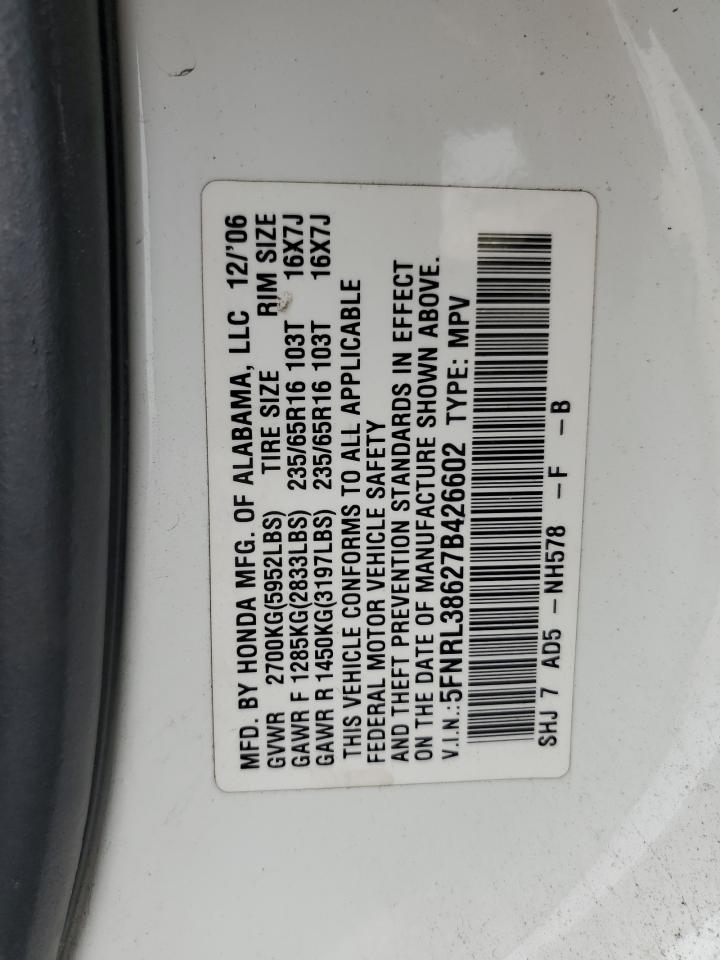 MFD. BY HONDA MFG. OF ALABAMA, LLC 12/'06
GVWR 2700KG(5952LBS) TIRE SIZE RIM SIZE
GAWR F 1285KG(2833LBS) 235/65R16 103T 16X7J
GAWR R 1450KG(3197LBS) 235/65R16 103T 16X7J
THIS VEHICLE CONFORMS TO ALL APPLICABLE
FEDERAL MOTOR VEHICLE SAFETY
AND THEFT PREVENTION STANDARDS IN EFFECT
ON THE DATE OF MANUFACTURE SHOWN ABOVE.
V.I.N.:5FNRL38627B426602 TYPE: MPV
SHJ 7 AD5 -NH578 -F -B